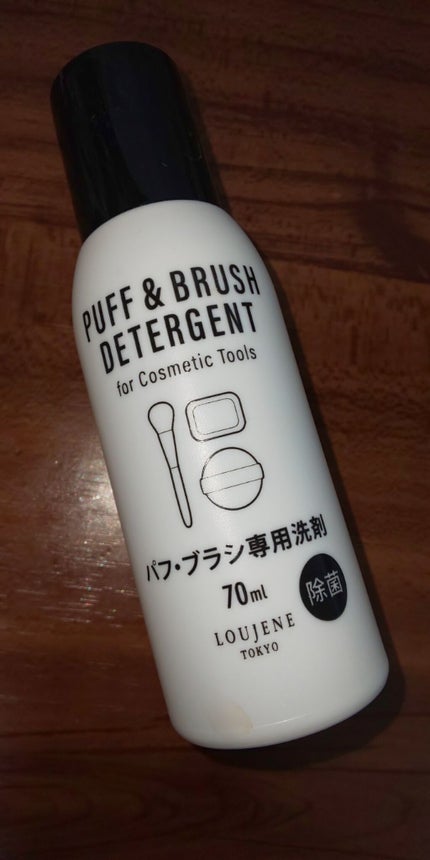 PUFF & BRUSH
DETERGENT
for Cosmetic Tools
パフ・ブラシ専用洗剤
70ml
除菌
LOUJENE
TOKYO